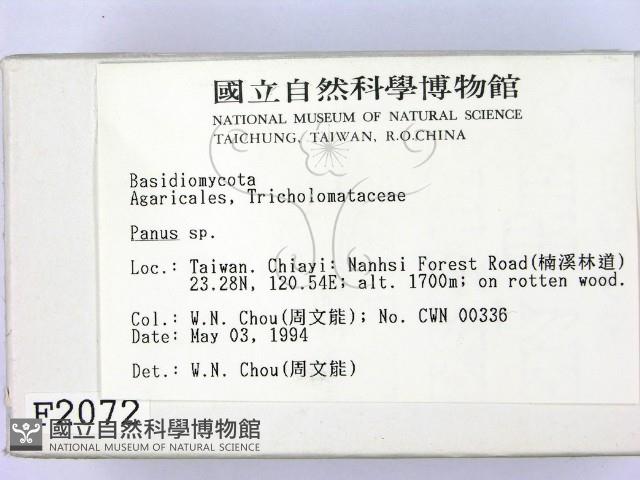 國立自然科學博物館
NATIONAL MUSEUM OF NATURAL SCIENCE
TAICHUNG, TAIWAN, R.O.CHINA
Basidiomycota
Agaricales, Tricholomataceae
Panus sp.
Loc.: Taiwan. Chiayi: Nanhsi Forest Road(楠溪林道)
23.28N, 120.54E; alt. 1700m; on rotten wood.
Col.: W.N. Chou(周文能); No. CWN 00336
Date: May 03, 1994
Det.: W.N. Chou(周文能)
F2072
國立自然科學博物館
NATIONAL MUSEUM OF NATURAL SCIENCE